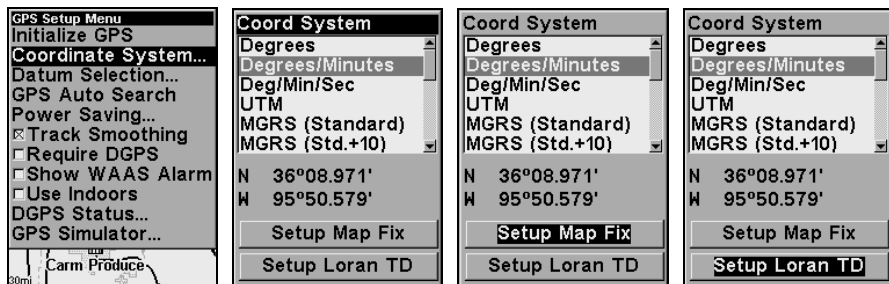 GPS Setup Menu
Initialize GPS
Coordinate System...
Datum Selection...
GPS Auto Search
Power Saving...
Track Smoothing
Require DGPS
Show WAAS Alarm
Use Indoors
DGPS Status...
GPS Simulator...
Carm Produce
30mi
Coord System
Degrees
Degrees/Minutes
Deg/Min/Sec
UTM
MGRS (Standard)
MGRS (Std.+10)
N 36º08.971'
W 95º50.579'
Setup Map Fix
Setup Loran TD
Coord System
Degrees
Degrees/Minutes
Deg/Min/Sec
UTM
MGRS (Standard)
MGRS (Std.+10)
N 36º08.971'
W 95º50.579'
Setup Map Fix
Setup Loran TD
Coord System
Degrees
Degrees/Minutes
Deg/Min/Sec
UTM
MGRS (Standard)
MGRS (Std.+10)
N 36º08.971'
W 95º50.579'
Setup Map Fix
Setup Loran TD